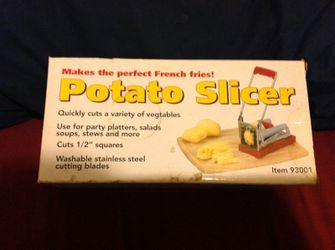 Makes the perfect French fries!
Potato Slicer
Quickly cuts a variety of vegtables
Use for party platters, salads
soups, stews and more
Cuts 1/2" squares
Washable stainless steel
cutting blades
Item 93001